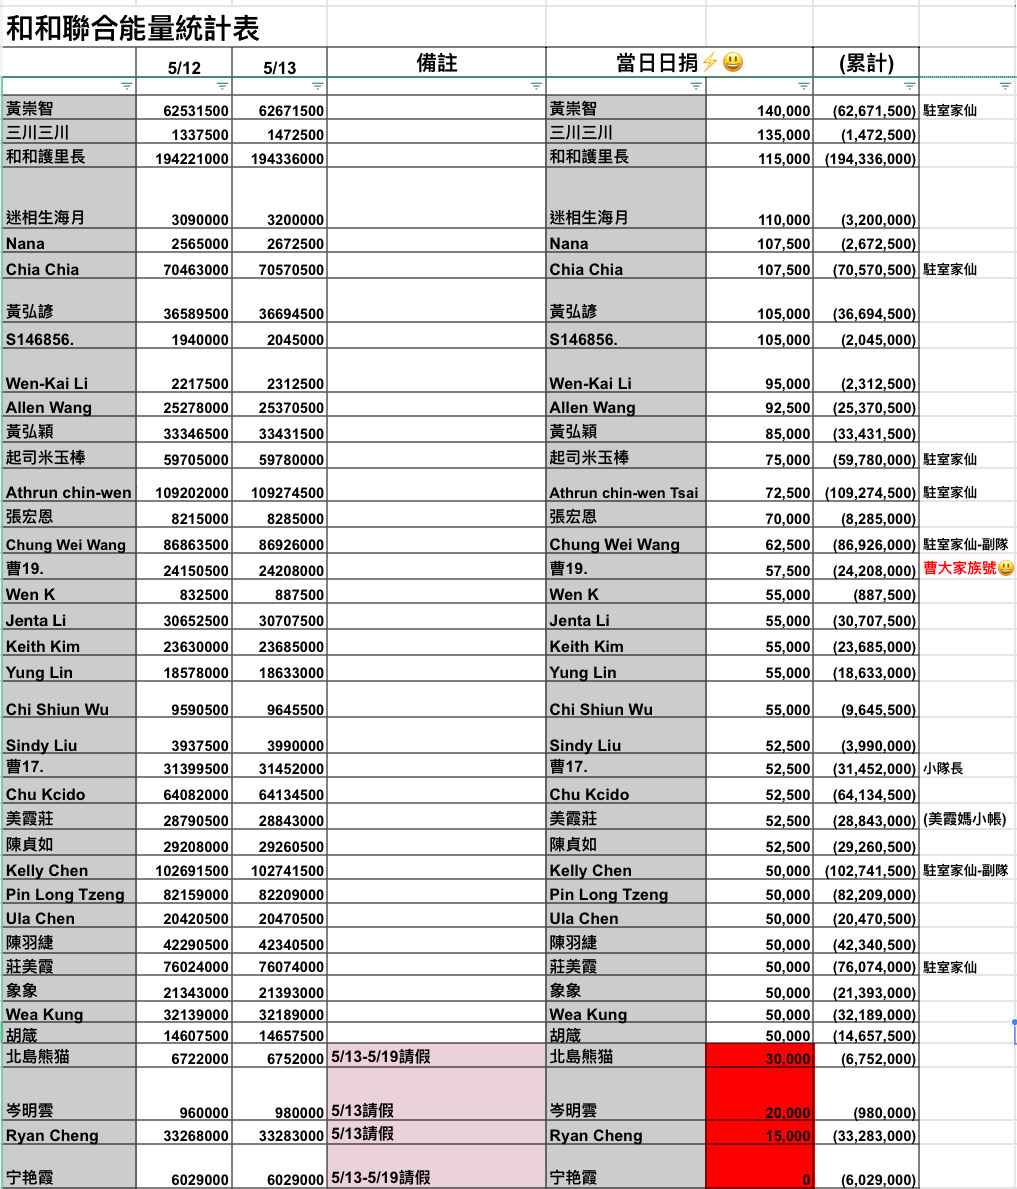 和和聯合能量統計表
5/12 5/13 備註 當日日捐⚡😃 (累計)
黃崇智 62531500 62671500 黃崇智 140,000 (62,671,500) 駐室家仙
三川三川 1337500 1472500 三川三川 135,000 (1,472,500)
和和護里長 194221000 194336000 和和護里長 115,000 (194,336,000)
迷相生海月 3090000 3200000 迷相生海月 110,000 (3,200,000)
Nana 2565000 2672500 Nana 107,500 (2,672,500)
Chia Chia 70463000 70570500 Chia Chia 107,500 (70,570,500) 駐室家仙
黃弘諺 36589500 36694500 黃弘諺 105,000 (36,694,500)
S146856. 1940000 2045000 S146856. 105,000 (2,045,000)
Wen-Kai Li 2217500 2312500 Wen-Kai Li 95,000 (2,312,500)
Allen Wang 25278000 25370500 Allen Wang 92,500 (25,370,500)
黃弘穎 33346500 33431500 黃弘穎 85,000 (33,431,500)
起司米玉棒 59705000 59780000 起司米玉棒 75,000 (59,780,000) 駐室家仙
Athrun chin-wen 109202000 109274500 Athrun chin-wen Tsai 72,500 (109,274,500) 駐室家仙
張宏恩 8215000 8285000 張宏恩 70,000 (8,285,000)
Chung Wei Wang 86863500 86926000 Chung Wei Wang 62,500 (86,926,000) 駐室家仙-副隊
曹19. 24150500 24208000 曹19. 57,500 (24,208,000) 曹大家族號😃
Wen K 832500 887500 Wen K 55,000 (887,500)
Jenta Li 30652500 30707500 Jenta Li 55,000 (30,707,500)
Keith Kim 23630000 23685000 Keith Kim 55,000 (23,685,000)
Yung Lin 18578000 18633000 Yung Lin 55,000 (18,633,000)
Chi Shiun Wu 9590500 9645500 Chi Shiun Wu 55,000 (9,645,500)
Sindy Liu 3937500 3990000 Sindy Liu 52,500 (3,990,000)
曹17. 31399500 31452000 曹17. 52,500 (31,452,000) 小隊長
Chu Kcido 64082000 64134500 Chu Kcido 52,500 (64,134,500)
美霞莊 28790500 28843000 美霞莊 52,500 (28,843,000) (美霞媽小帳)
陳貞如 29208000 29260500 陳貞如 52,500 (29,260,500)
Kelly Chen 102691500 102741500 Kelly Chen 50,000 (102,741,500) 駐室家仙-副隊
Pin Long Tzeng 82159000 82209000 Pin Long Tzeng 50,000 (82,209,000)
Ula Chen 20420500 20470500 Ula Chen 50,000 (20,470,500)
陳羽緁 42290500 42340500 陳羽緁 50,000 (42,340,500)
莊美霞 76024000 76074000 莊美霞 50,000 (76,074,000) 駐室家仙
象象 21343000 21393000 象象 50,000 (21,393,000)
Wea Kung 32139000 32189000 Wea Kung 50,000 (32,189,000)
胡箴 14607500 14657500 胡箴 50,000 (14,657,500)
北島熊猫 6722000 6752000 5/13-5/19請假 北島熊猫 30,000 (6,752,000)
岑明雲 960000 980000 5/13請假 岑明雲 20,000 (980,000)
Ryan Cheng 33268000 33283000 5/13請假 Ryan Cheng 15,000 (33,283,000)
宁艳霞 6029000 6029000 5/13-5/19請假 宁艳霞 0 (6,029,000)